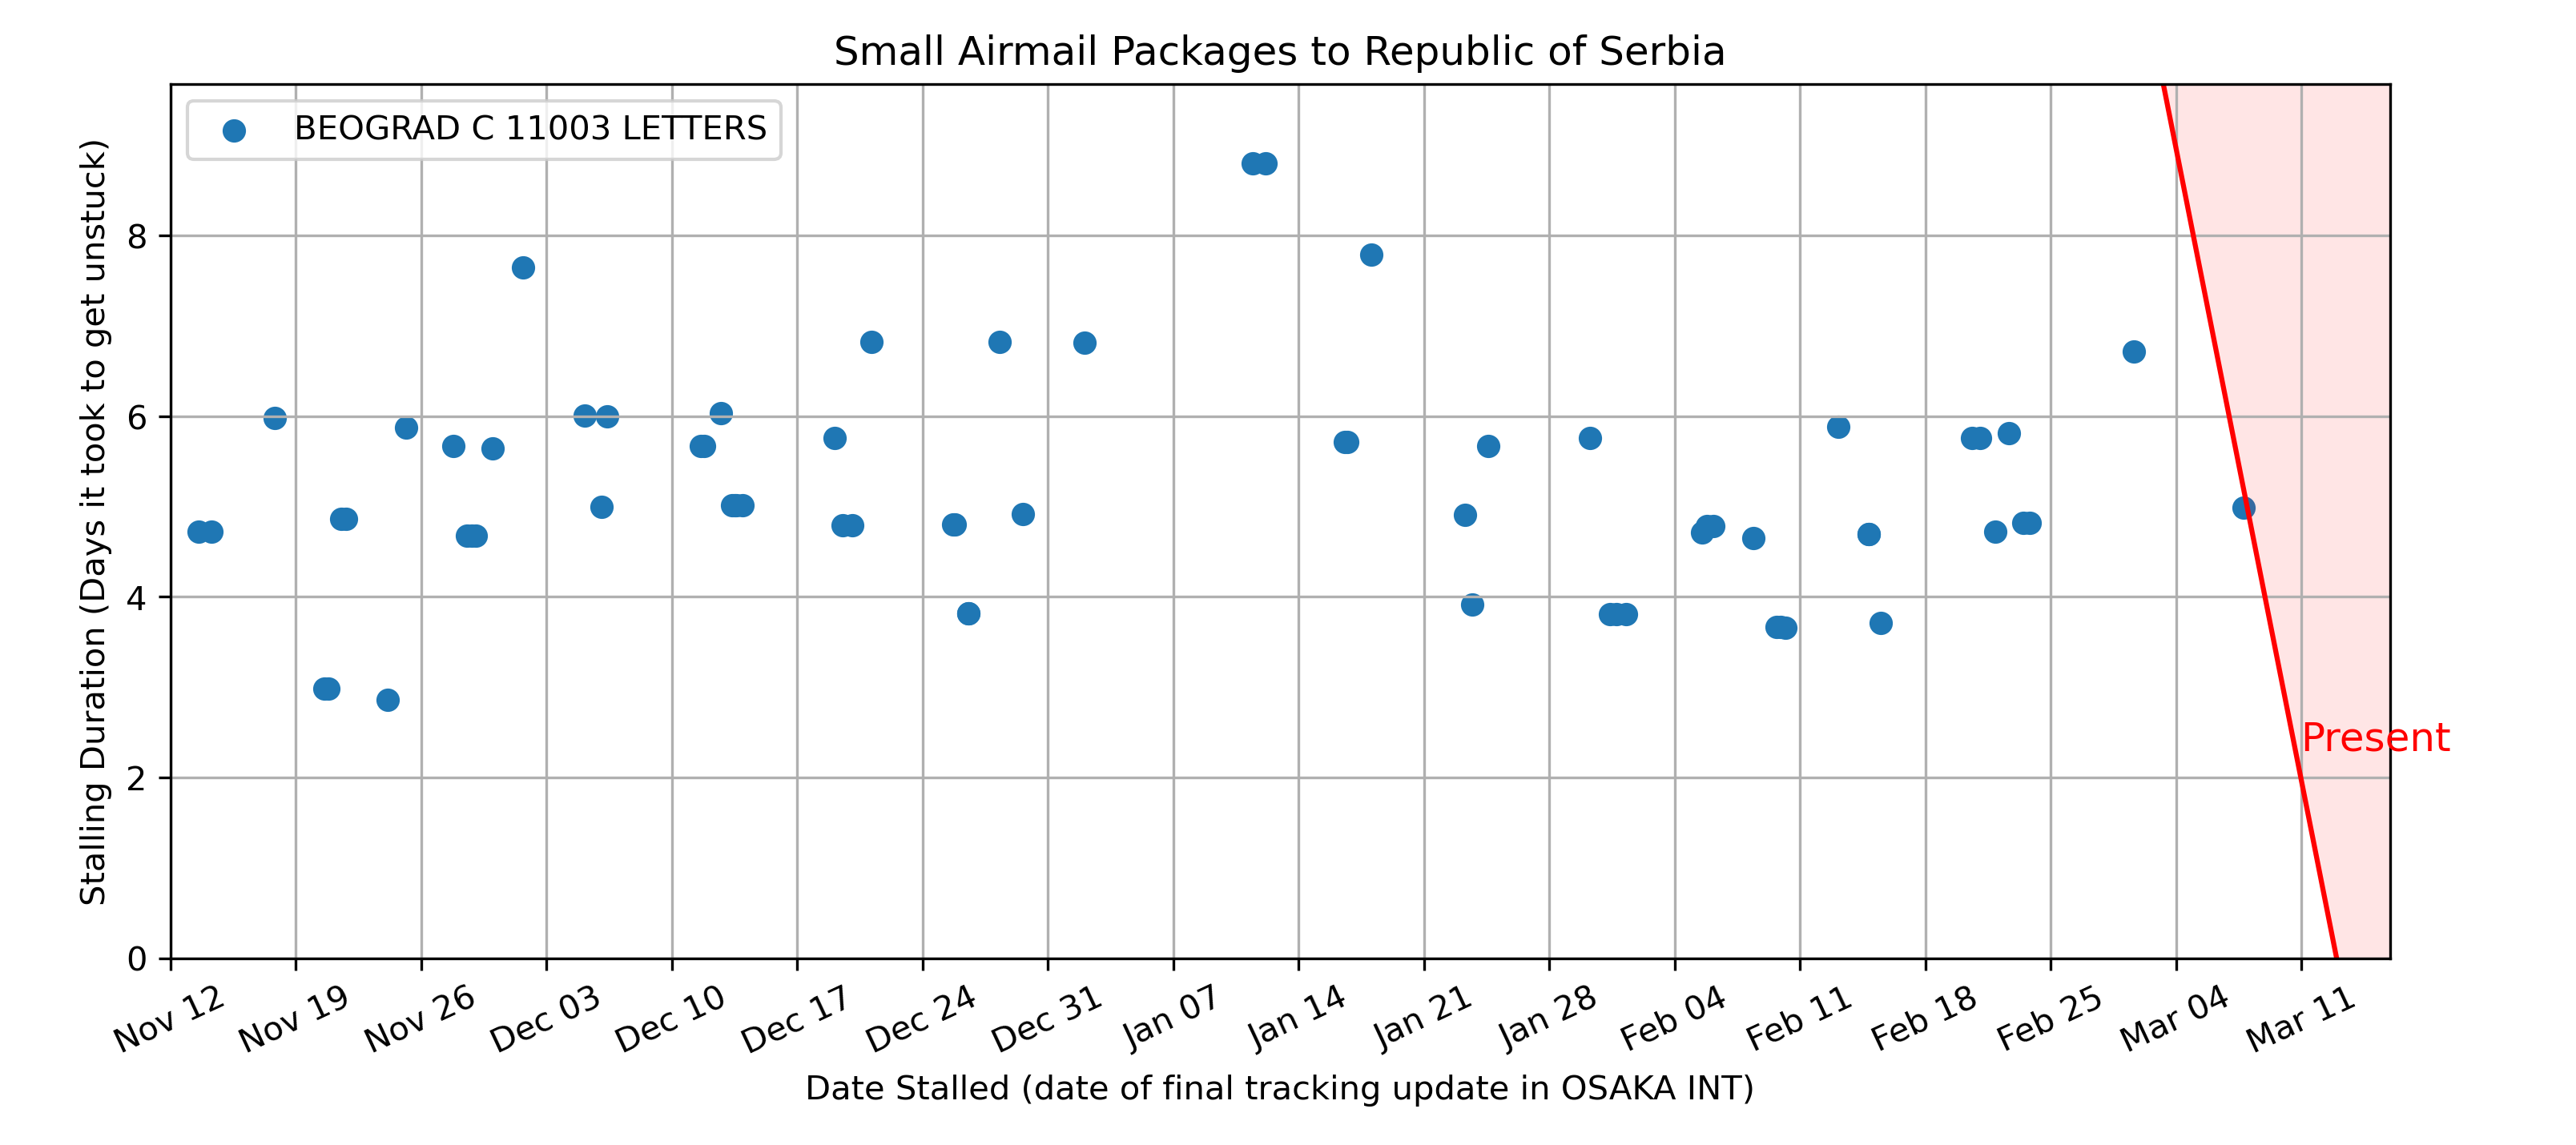 Small Airmail Packages to Republic of Serbia
BEOGRAD C 11003 LETTERS
Stalling Duration (Days it took to get unstuck)
8
6
4
2
0
Present
Nov 12
Nov 19
Nov 26
Dec 03
Dec 10
Dec 17
Dec 24
Dec 31
Jan 07
Jan 14
Jan 21
Jan 28
Feb 04
Feb 11
Feb 18
Feb 25
Mar 04
Mar 11
Date Stalled (date of final tracking update in OSAKA INT)